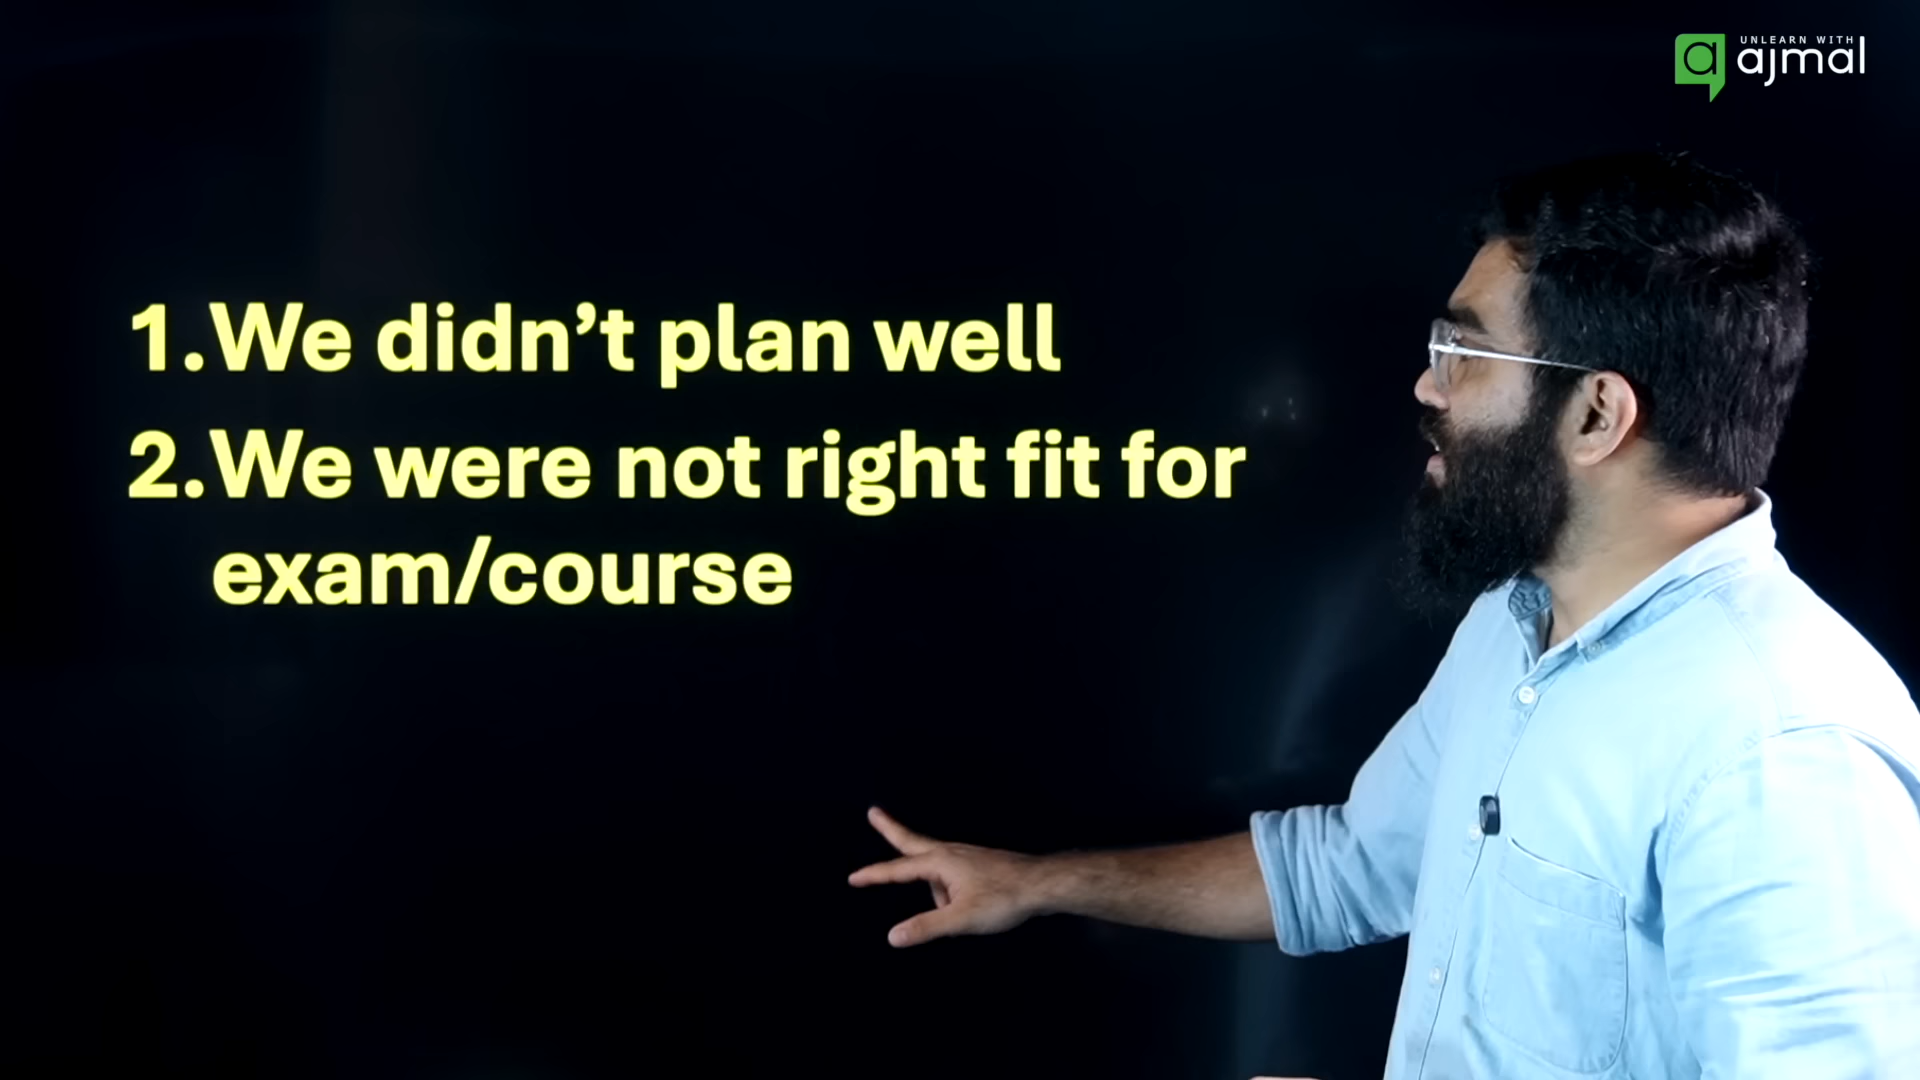 UNLEARN WITH
ajmal
1. We didn’t plan well
2. We were not right fit for
exam/course